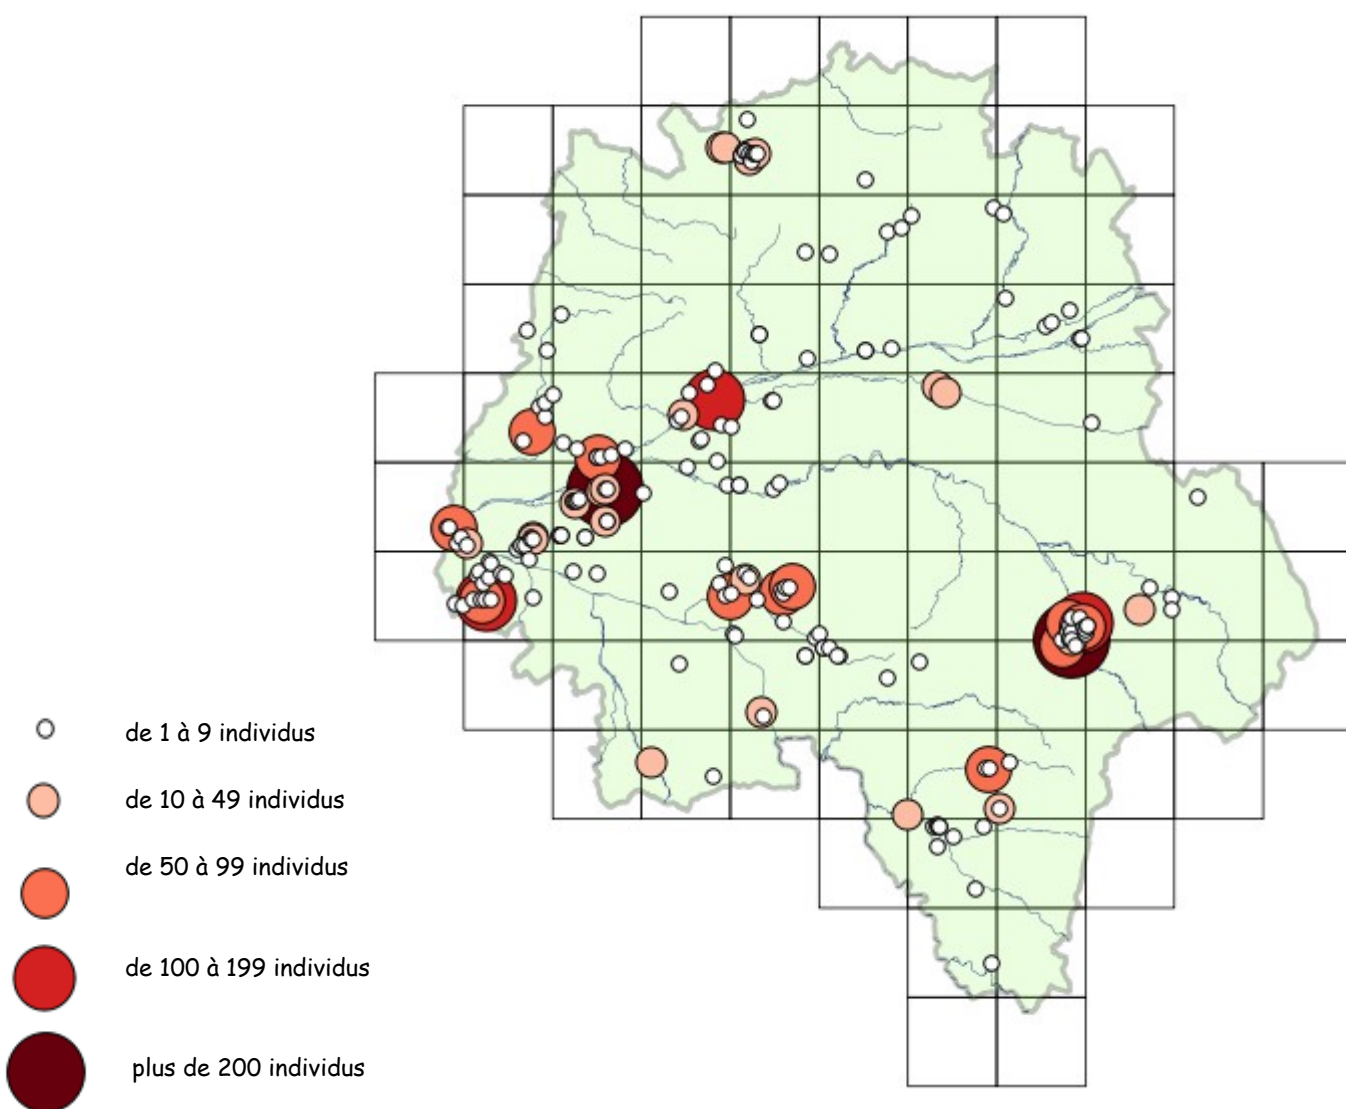 de 1 à 9 individus
de 10 à 49 individus
de 50 à 99 individus
de 100 à 199 individus
plus de 200 individus